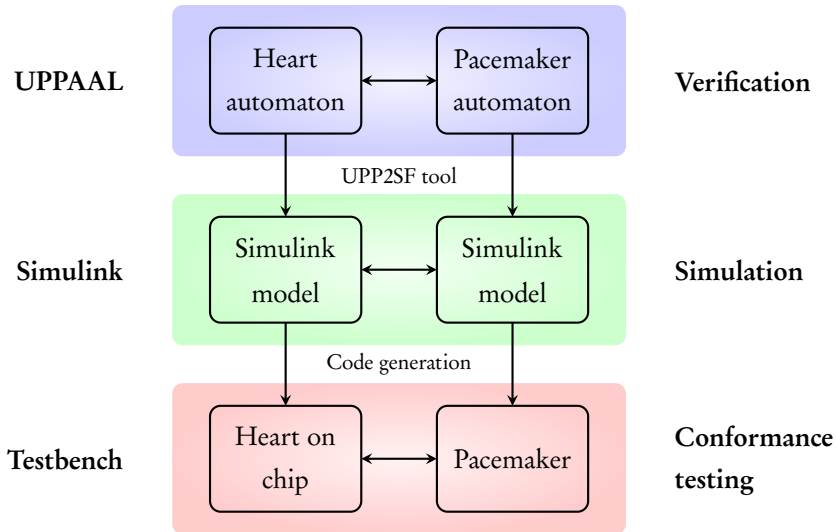 UPPAAL
Heart
automaton
Pacemaker
automaton
Verification
UPP2SF tool
Simulink
Simulink
model
Simulink
model
Simulation
Code generation
Testbench
Heart on
chip
Pacemaker
Conformance
testing